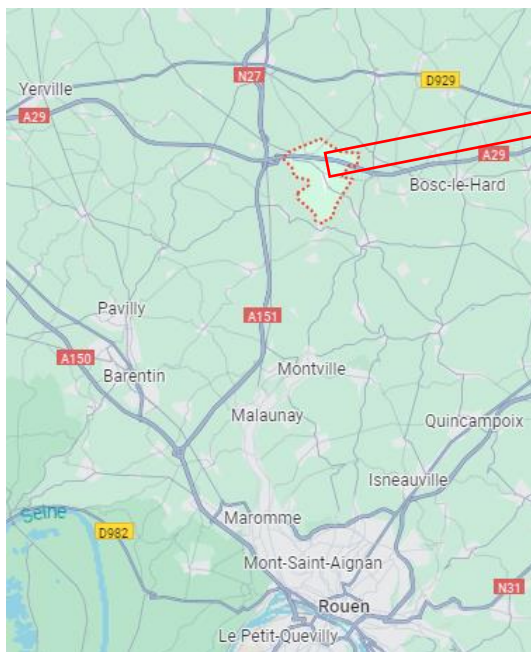 N27
Yerville
D929
A29
A29
Bosc-le-Hard
Pavilly
A151
A150
Barentin
Montville
Malaunay
Quincampoix
Isneauville
Seine
Maromme
D982
Mont-Saint-Aignan
N31
Rouen
Le Petit-Quevilly